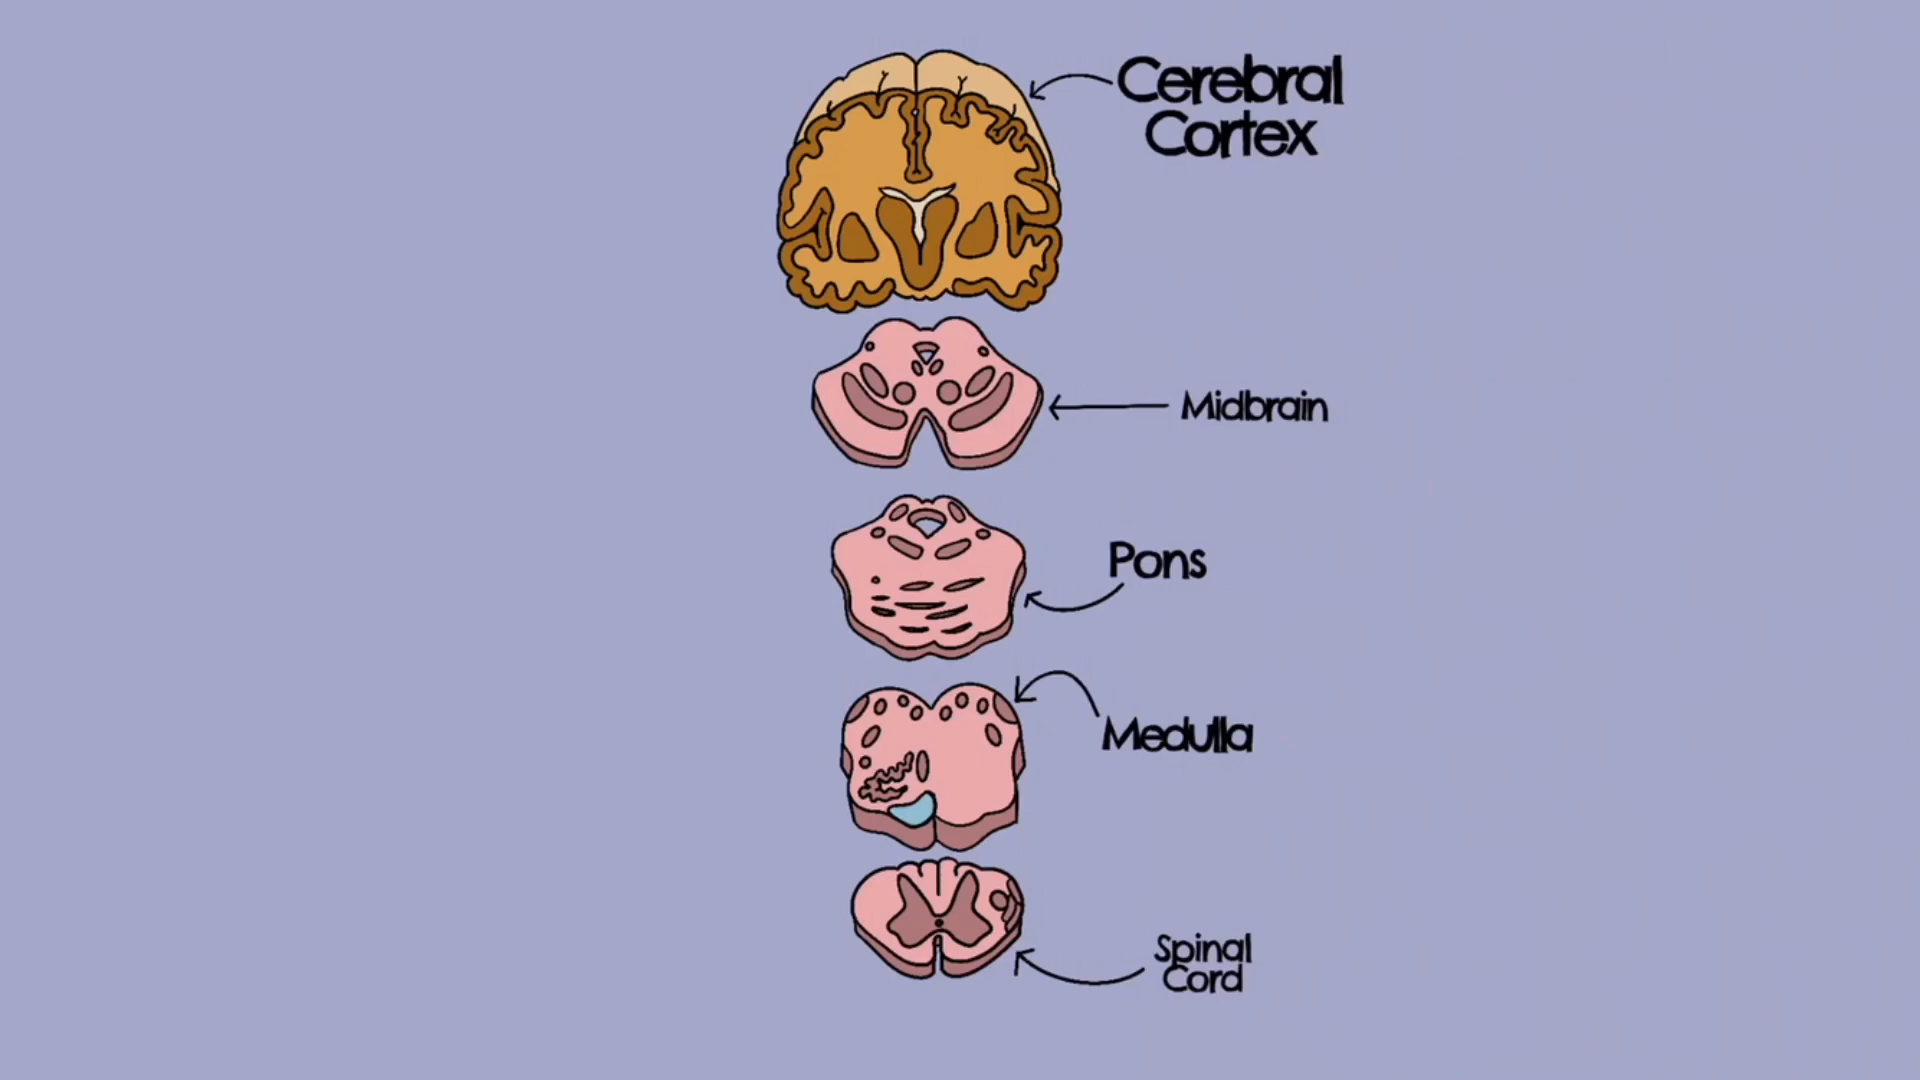 Cerebral
Cortex
Midbrain
Pons
Medulla
Spinal
Cord